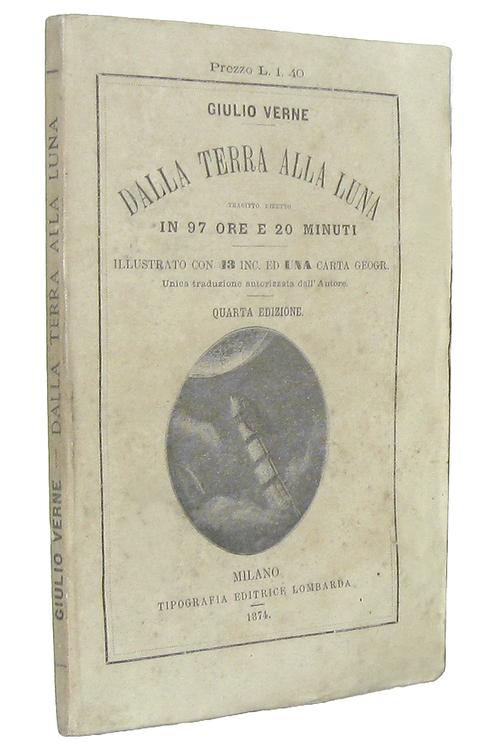 Prezzo L. 1. 40
GIULIO VERNE
DALLA TERRA ALLA LUNA
TRAGITTO DIRETTO
IN 97 ORE E 20 MINUTI
ILLUSTRATO CON 43 INC. ED UNA CARTA GEOGR.
Unica traduzione autorizzata dall' Autore.
QUARTA EDIZIONE.
MILANO
TIPOGRAFIA EDITRICE LOMBARDA
1874.
GIULIO VERNE — DALLA TERRA ALLA LUNA